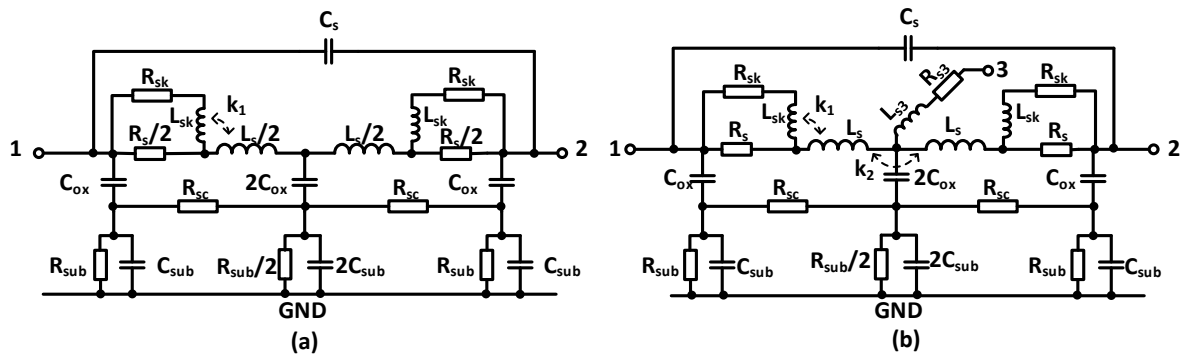 Cs
Rsk
Rsk
Lsk
k1
Lsk
Rs/2
Ls/2
Ls/2
Rs/2
1
2
Cox
2Cox
Cox
Rsc
Rsc
Rsub
Csub
Rsub/2
2Csub
Rsub
Csub
GND
(a)
Cs
Rsk
Rs3
3
Rsk
Lsk
k1
Ls3
Lsk
Rs
Ls
Ls
Rs
1
2
k2
Cox
2Cox
Cox
Rsc
Rsc
Rsub
Csub
Rsub/2
2Csub
Rsub
Csub
GND
(b)